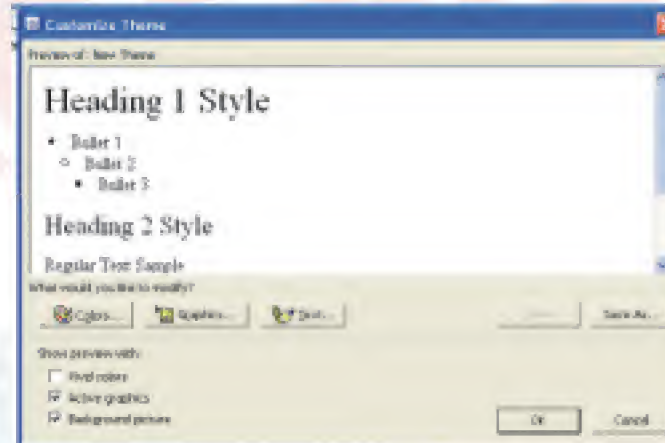 Customize Theme
Preview of: New Theme
Heading 1 Style
• Bullet 1
○ Bullet 2
▪ Bullet 3
Heading 2 Style
Regular Text Sample
What would you like to modify?
Colors... Graphics... Text... Save As...
Show preview with:
Vivid colors
Active graphics
Background picture
OK Cancel